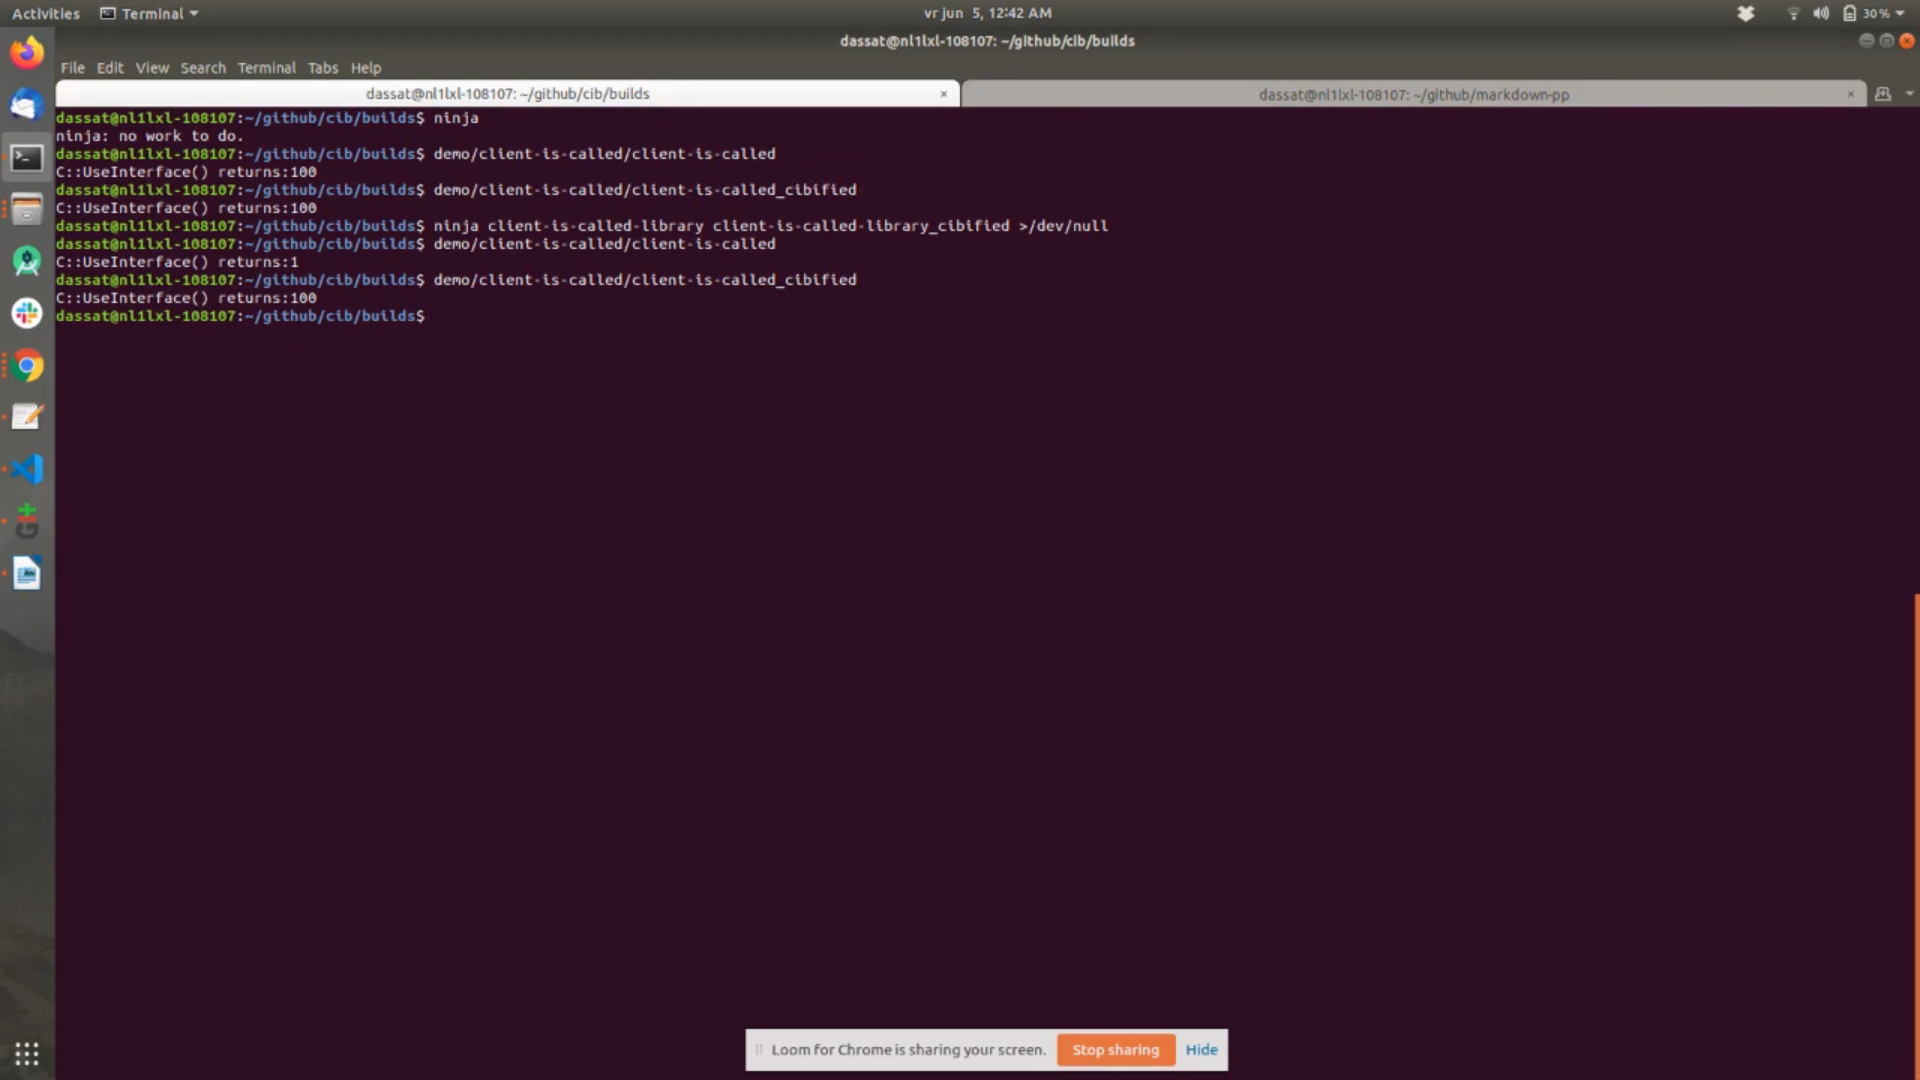 Activities Terminal vr jun 5, 12:42 AM 30%
dassat@nl1lxl-108107: ~/github/cib/builds
File Edit View Search Terminal Tabs Help
dassat@nl1lxl-108107: ~/github/cib/builds × dassat@nl1lxl-108107: ~/github/markdown-pp ×
dassat@nl1lxl-108107:~/github/cib/builds$ ninja
ninja: no work to do.
dassat@nl1lxl-108107:~/github/cib/builds$ demo/client-is-called/client-is-called
C::UseInterface() returns:100
dassat@nl1lxl-108107:~/github/cib/builds$ demo/client-is-called/client-is-called_cibified
C::UseInterface() returns:100
dassat@nl1lxl-108107:~/github/cib/builds$ ninja client-is-called-library client-is-called-library_cibified >/dev/null
dassat@nl1lxl-108107:~/github/cib/builds$ demo/client-is-called/client-is-called
C::UseInterface() returns:1
dassat@nl1lxl-108107:~/github/cib/builds$ demo/client-is-called/client-is-called_cibified
C::UseInterface() returns:100
dassat@nl1lxl-108107:~/github/cib/builds$
Loom for Chrome is sharing your screen. Stop sharing Hide